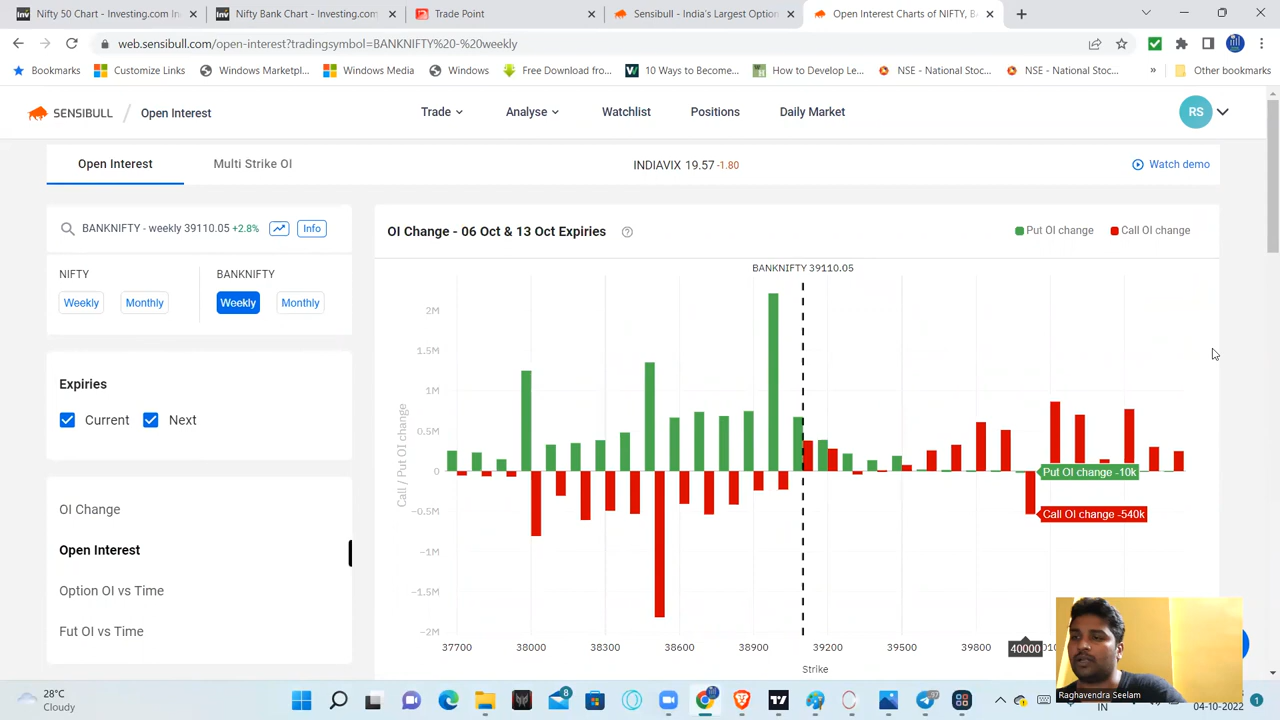 Nifty 50 Chart - Investing.com In
Nifty Bank Chart - Investing.com
Trade Point
Sensibull - India's Largest Option
Open Interest Charts of NIFTY, B
web.sensibull.com/open-interest?tradingsymbol=BANKNIFTY%20-%20weekly
Bookmarks
Customize Links
Windows Marketpl...
Windows Media
Windows
Free Download from...
10 Ways to Become...
How to Develop Le...
NSE - National Stoc...
NSE - National Stoc...
»
Other bookmarks
SENSIBULL / Open Interest
Trade
Analyse
Watchlist
Positions
Daily Market
RS
Open Interest
Multi Strike OI
INDIAVIX 19.57 -1.80
Watch demo
BANKNIFTY - weekly 39110.05 +2.8%
Info
NIFTY
BANKNIFTY
Weekly
Monthly
Weekly
Monthly
Expiries
Current
Next
OI Change
Open Interest
Option OI vs Time
Fut OI vs Time
OI Change - 06 Oct & 13 Oct Expiries
Put OI change
Call OI change
BANKNIFTY 39110.05
2M
1.5M
1M
0.5M
0
-0.5M
-1M
-1.5M
-2M
Call / Put OI change
Put OI change -10k
Call OI change -540k
37700
38000
38300
38600
38900
39200
39500
39800
40000
Strike
Raghavendra Seelam
28°C
Cloudy
8
IN
04-10-2022
1